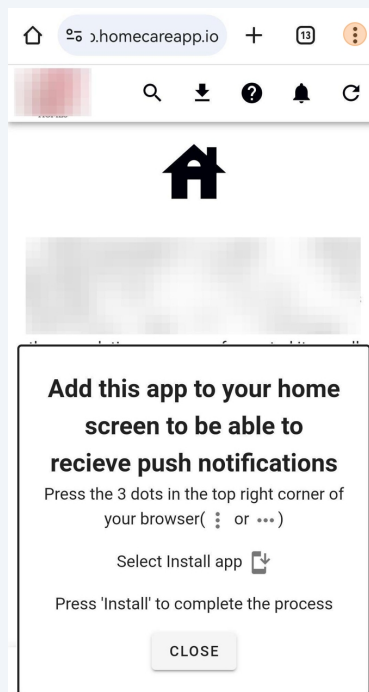 .homecareapp.io
13
Add this app to your home
screen to be able to
recieve push notifications
Press the 3 dots in the top right corner of
your browser( ⋮ or ••• )
Select Install app
Press 'Install' to complete the process
CLOSE